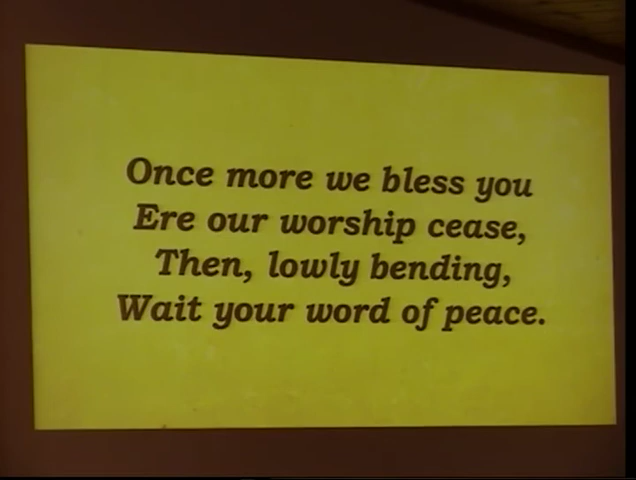 Once more we bless you
Ere our worship cease,
Then, lowly bending,
Wait your word of peace.